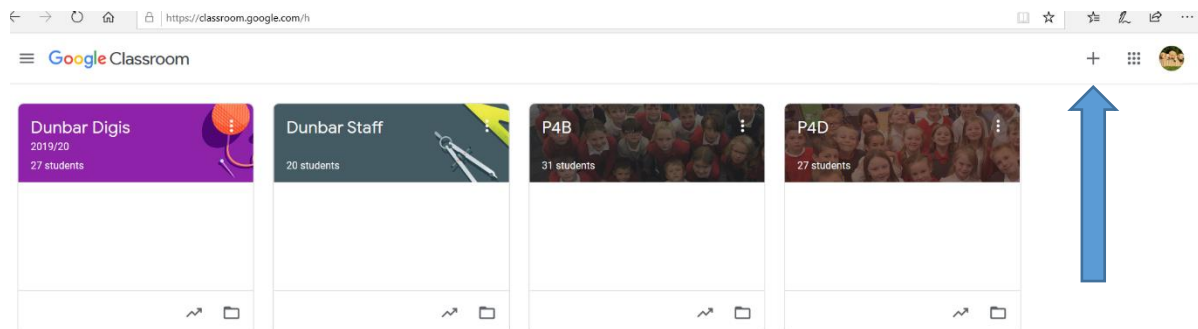 https://classroom.google.com/h
Google Classroom
Dunbar Digis
2019/20
27 students
Dunbar Staff
20 students
P4B
31 students
P4D
27 students